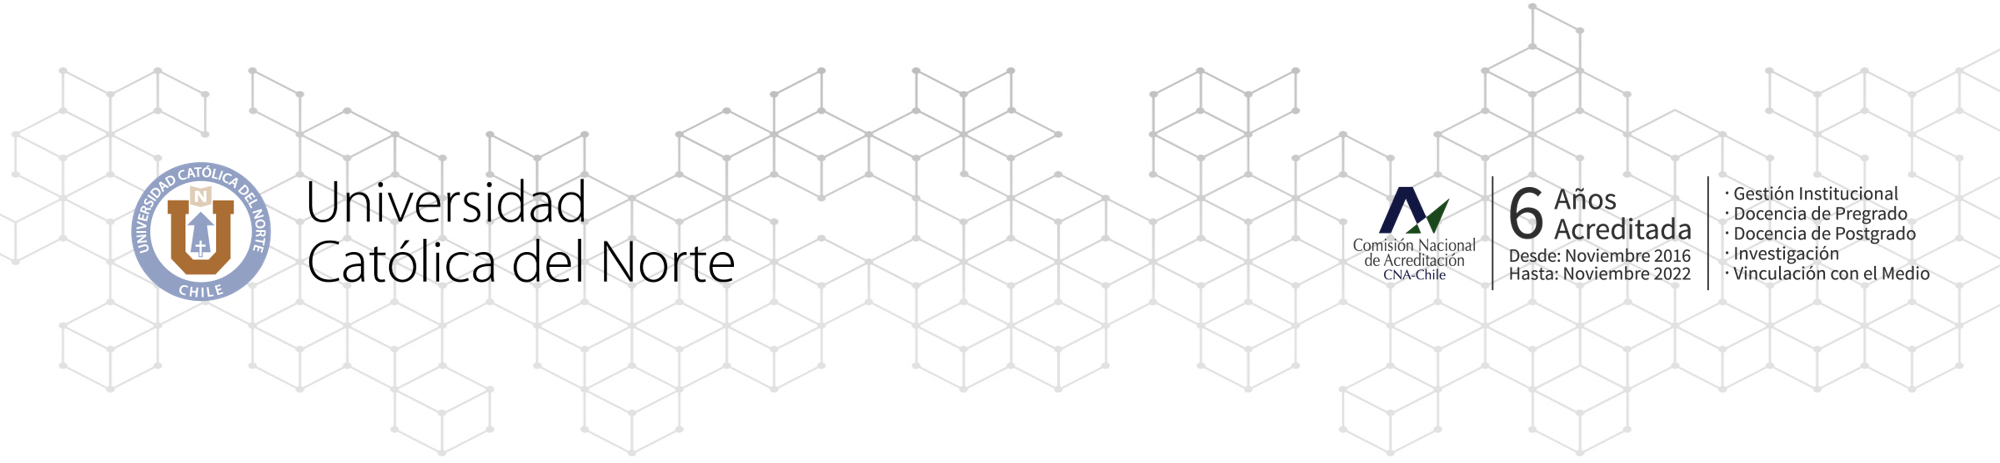 UNIVERSIDAD CATÓLICA DEL NORTE
N
U
CHILE
Universidad
Católica del Norte
Comisión Nacional
de Acreditación
CNA-Chile
6 Años
Acreditada
Desde: Noviembre 2016
Hasta: Noviembre 2022
· Gestión Institucional
· Docencia de Pregrado
· Docencia de Postgrado
· Investigación
· Vinculación con el Medio